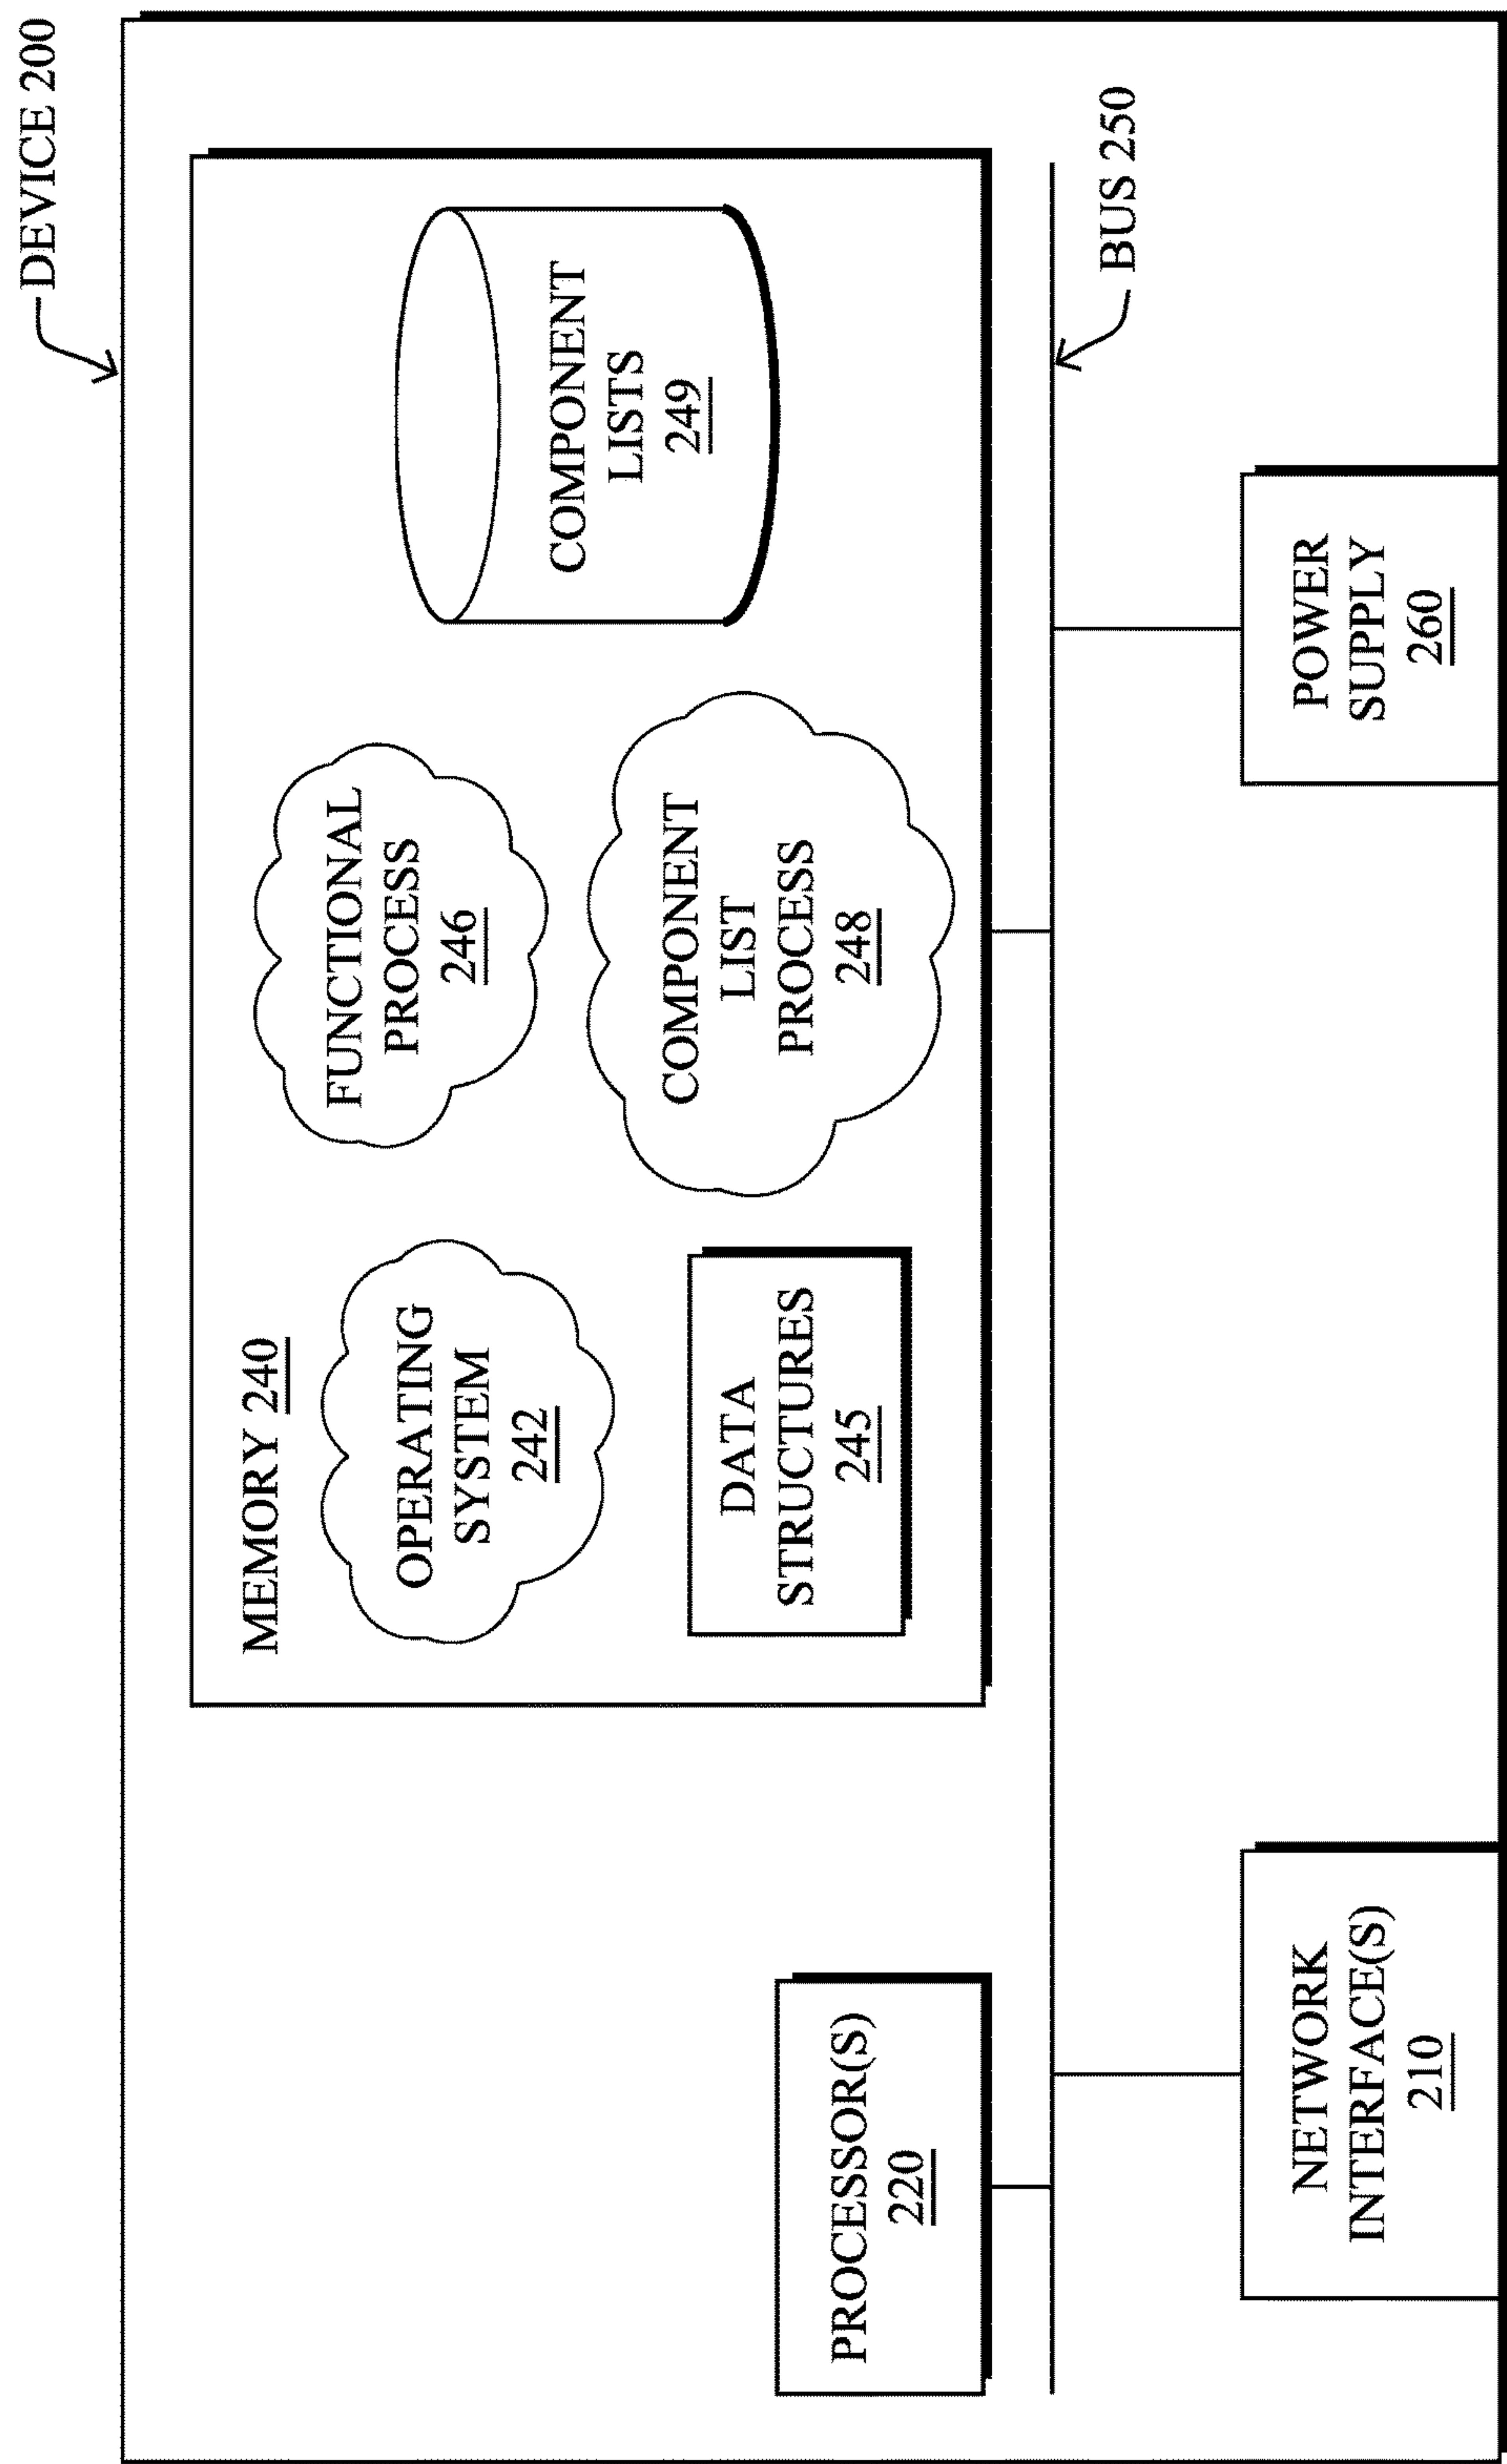 DEVICE 200
MEMORY 240
OPERATING
SYSTEM
242
FUNCTIONAL
PROCESS
246
COMPONENT
LISTS
249
DATA
STRUCTURES
245
COMPONENT
LIST
PROCESS
248
PROCESSOR(S)
220
BUS 250
NETWORK
INTERFACE(S)
210
POWER
SUPPLY
260